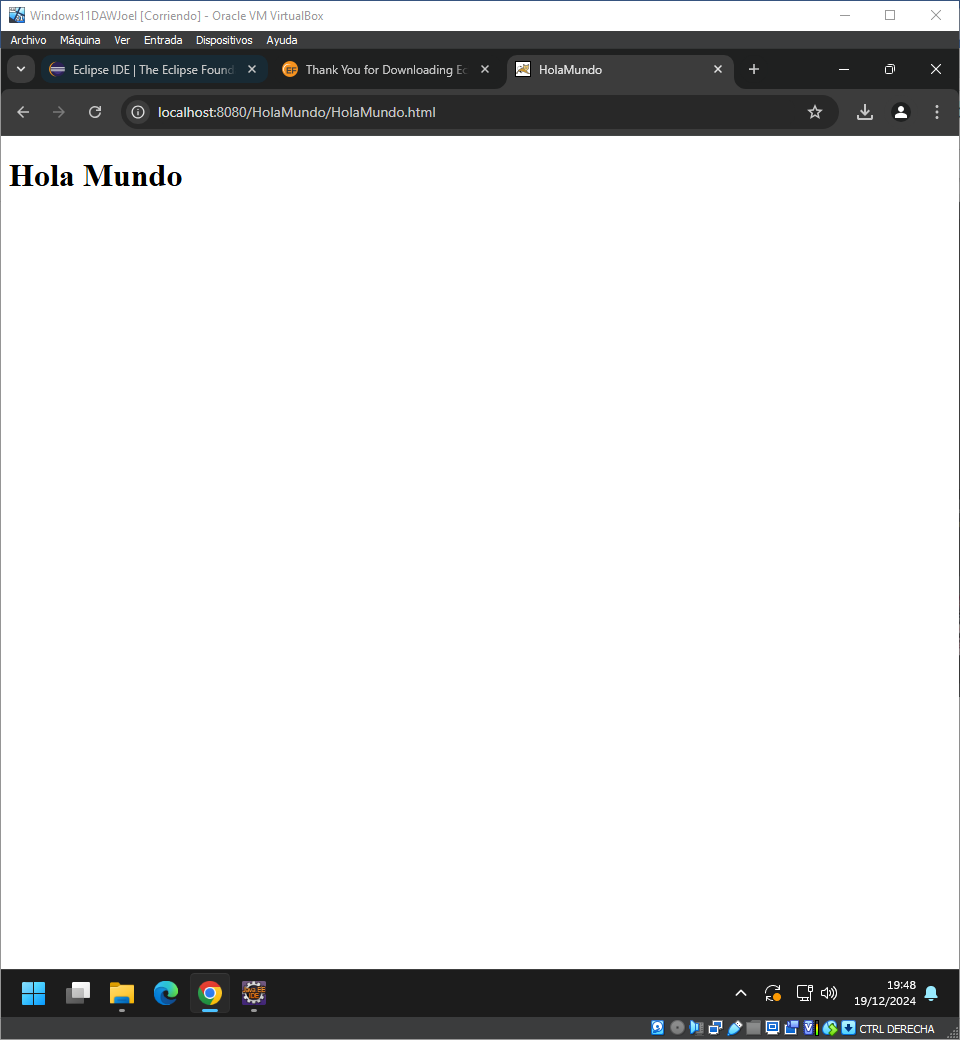 Windows11DAWJoel [Corriendo] - Oracle VM VirtualBox
Archivo Máquina Ver Entrada Dispositivos Ayuda
Eclipse IDE | The Eclipse Found EF Thank You for Downloading Ec HolaMundo
localhost:8080/HolaMundo/HolaMundo.html
Hola Mundo
19:48
19/12/2024
CTRL DERECHA